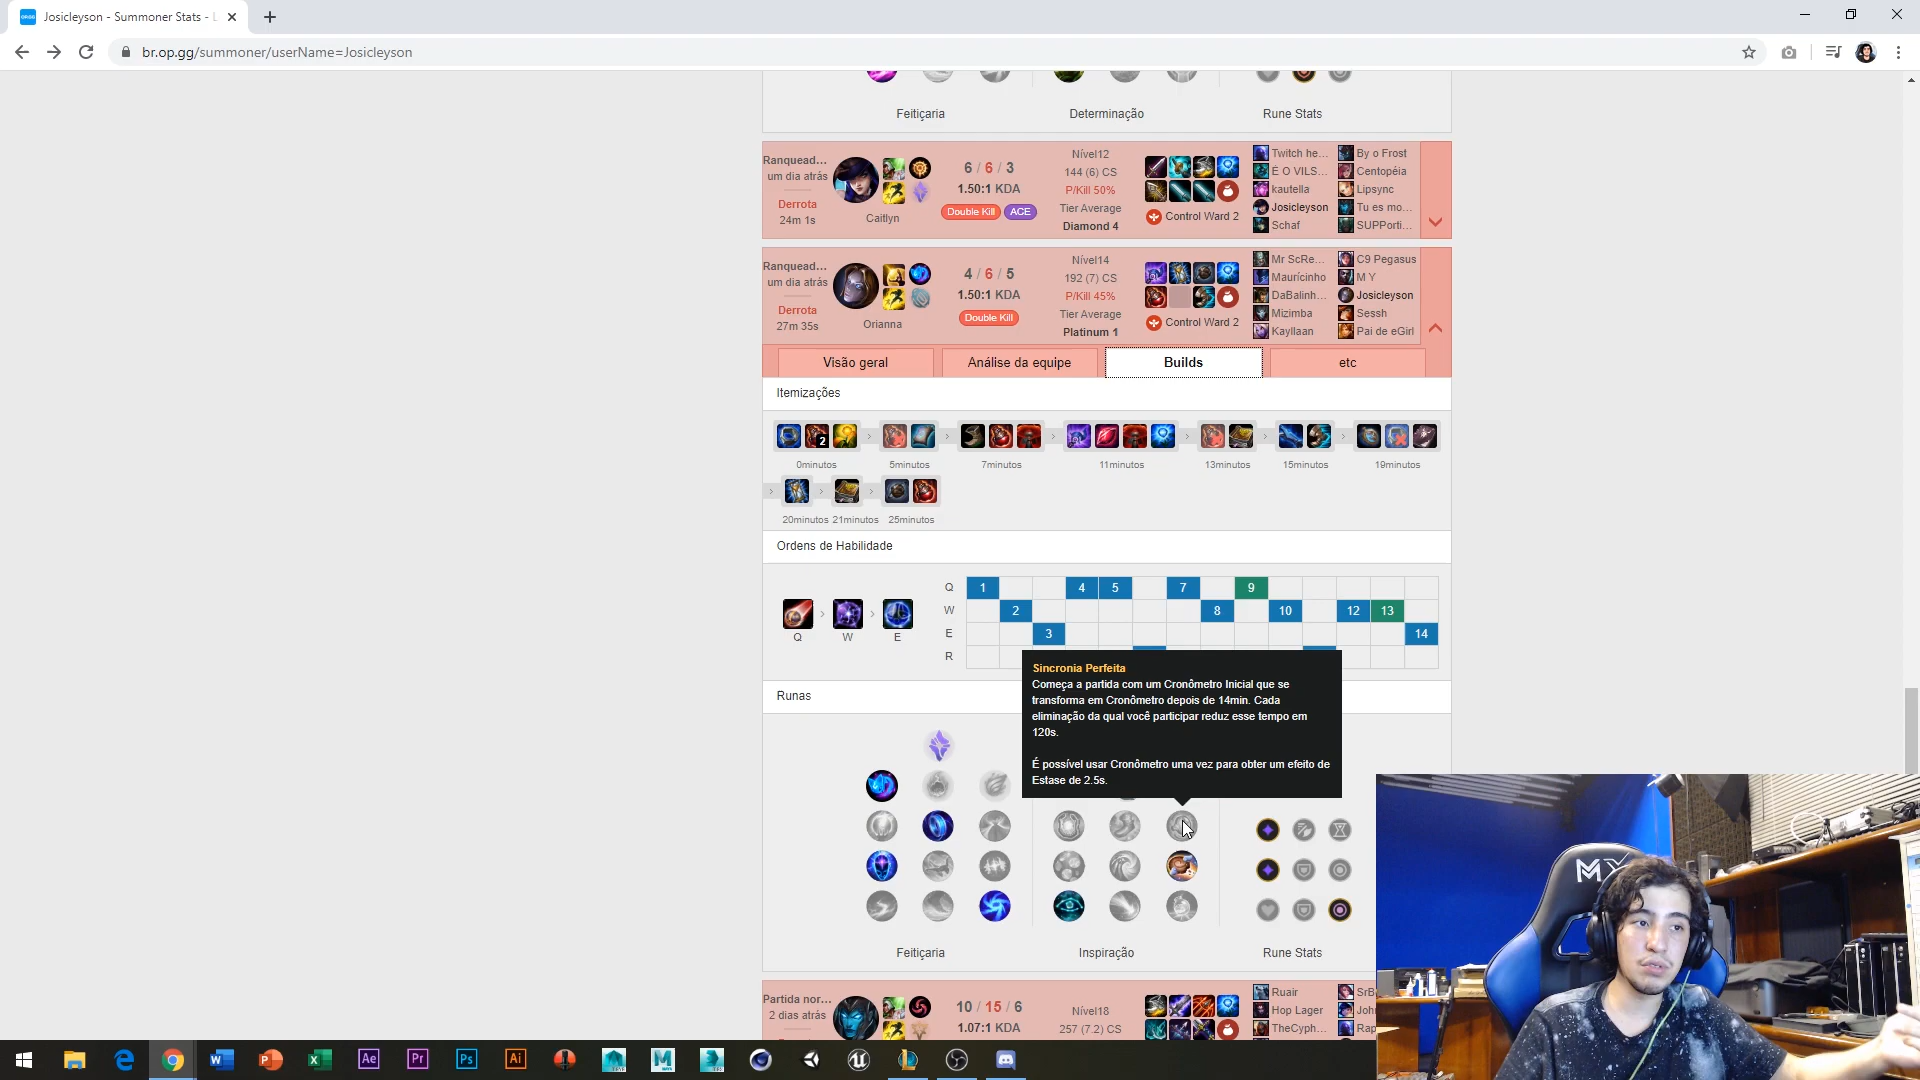 Josicleyson - Summoner Stats - L
br.op.gg/summoner/userName=Josicleyson
Feitiçaria
Determinação
Rune Stats
Ranquead...
um dia atrás
Derrota
24m 1s
Caitlyn
6 / 6 / 3
1.50:1 KDA
Double Kill
ACE
Nível12
144 (6) CS
P/Kill 50%
Tier Average
Diamond 4
Control Ward 2
Twitch he...
É O VILS...
kautella
Josicleyson
Schaf
By o Frost
Centopéia
Lipsync
Tu es mo...
SUPPorti...
Ranquead...
um dia atrás
Derrota
27m 35s
Orianna
4 / 6 / 5
1.50:1 KDA
Double Kill
Nível14
192 (7) CS
P/Kill 45%
Tier Average
Platinum 1
Control Ward 2
Mr ScRe...
Maurícinho
DaBalinh...
Mizimba
Kayllaan
C9 Pegasus
M Y
Josicleyson
Sessh
Pai de eGirl
Visão geral
Análise da equipe
Builds
etc
Itemizações
2
0minutos
5minutos
7minutos
11minutos
13minutos
15minutos
19minutos
20minutos
21minutos
25minutos
Ordens de Habilidade
Q
W
E
Q 1 4 5 7 9
W 2 8 10 12 13
E 3 14
R
Runas
Sincronia Perfeita
Começa a partida com um Cronômetro Inicial que se
transforma em Cronômetro depois de 14min. Cada
eliminação da qual você participar reduz esse tempo em
120s.
É possível usar Cronômetro uma vez para obter um efeito de
Estase de 2.5s.
Feitiçaria
Inspiração
Rune Stats
Partida nor...
2 dias atrás
10 / 15 / 6
1.07:1 KDA
Nível18
257 (7.2) CS
Ruair
Hop Lager
TheCyph...
SrB
Joh
Rap
Ae
Pr
Ps
Ai